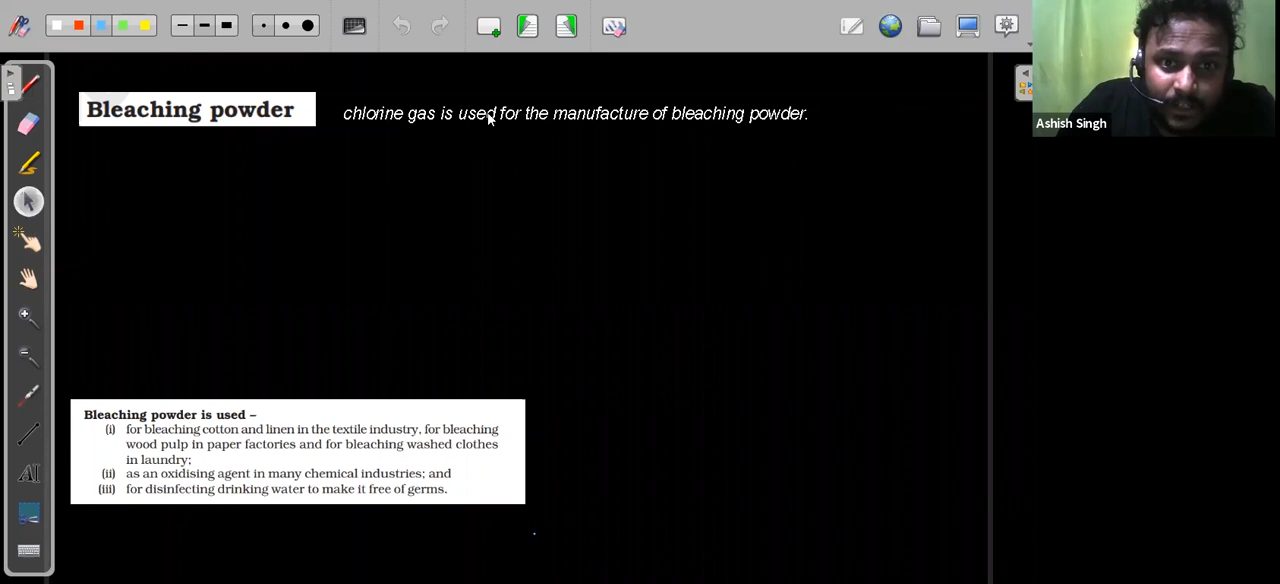 Bleaching powder
chlorine gas is used for the manufacture of bleaching powder.
Ashish Singh
Bleaching powder is used –
(i) for bleaching cotton and linen in the textile industry, for bleaching
wood pulp in paper factories and for bleaching washed clothes
in laundry;
(ii) as an oxidising agent in many chemical industries; and
(iii) for disinfecting drinking water to make it free of germs.
AI